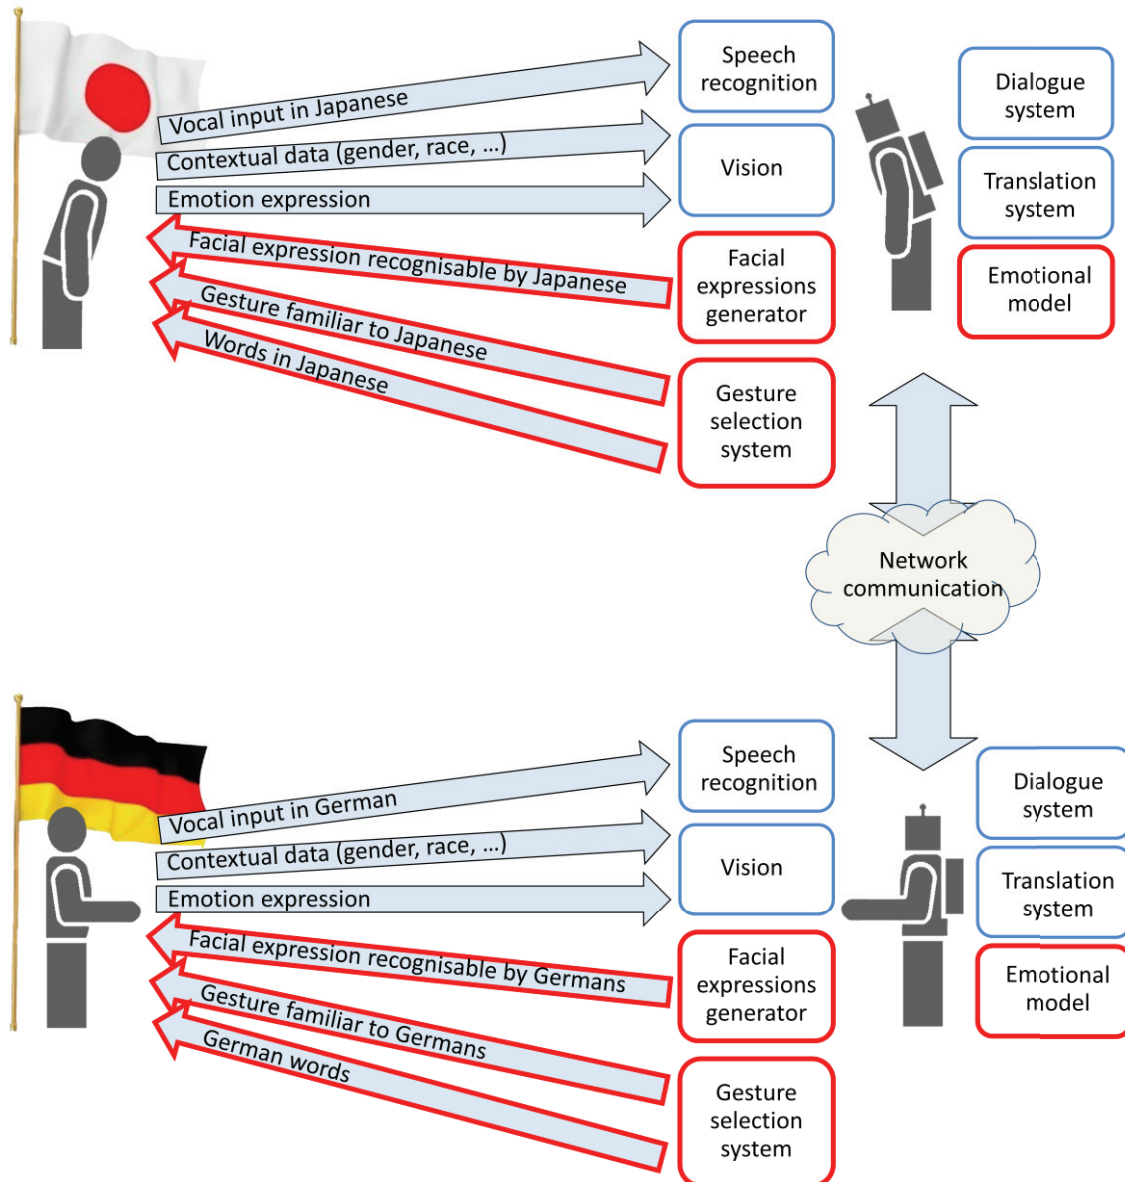 Speech
recognition
Vocal input in Japanese
Contextual data (gender, race, ...)
Vision
Emotion expression
Facial expression recognisable by Japanese
Facial
expressions
generator
Gesture familiar to Japanese
Words in Japanese
Gesture
selection
system
Dialogue
system
Translation
system
Emotional
model
Network
communication
Speech
recognition
Vocal input in German
Contextual data (gender, race, ...)
Vision
Emotion expression
Facial expression recognisable by Germans
Facial
expressions
generator
Gesture familiar to Germans
German words
Gesture
selection
system
Dialogue
system
Translation
system
Emotional
model